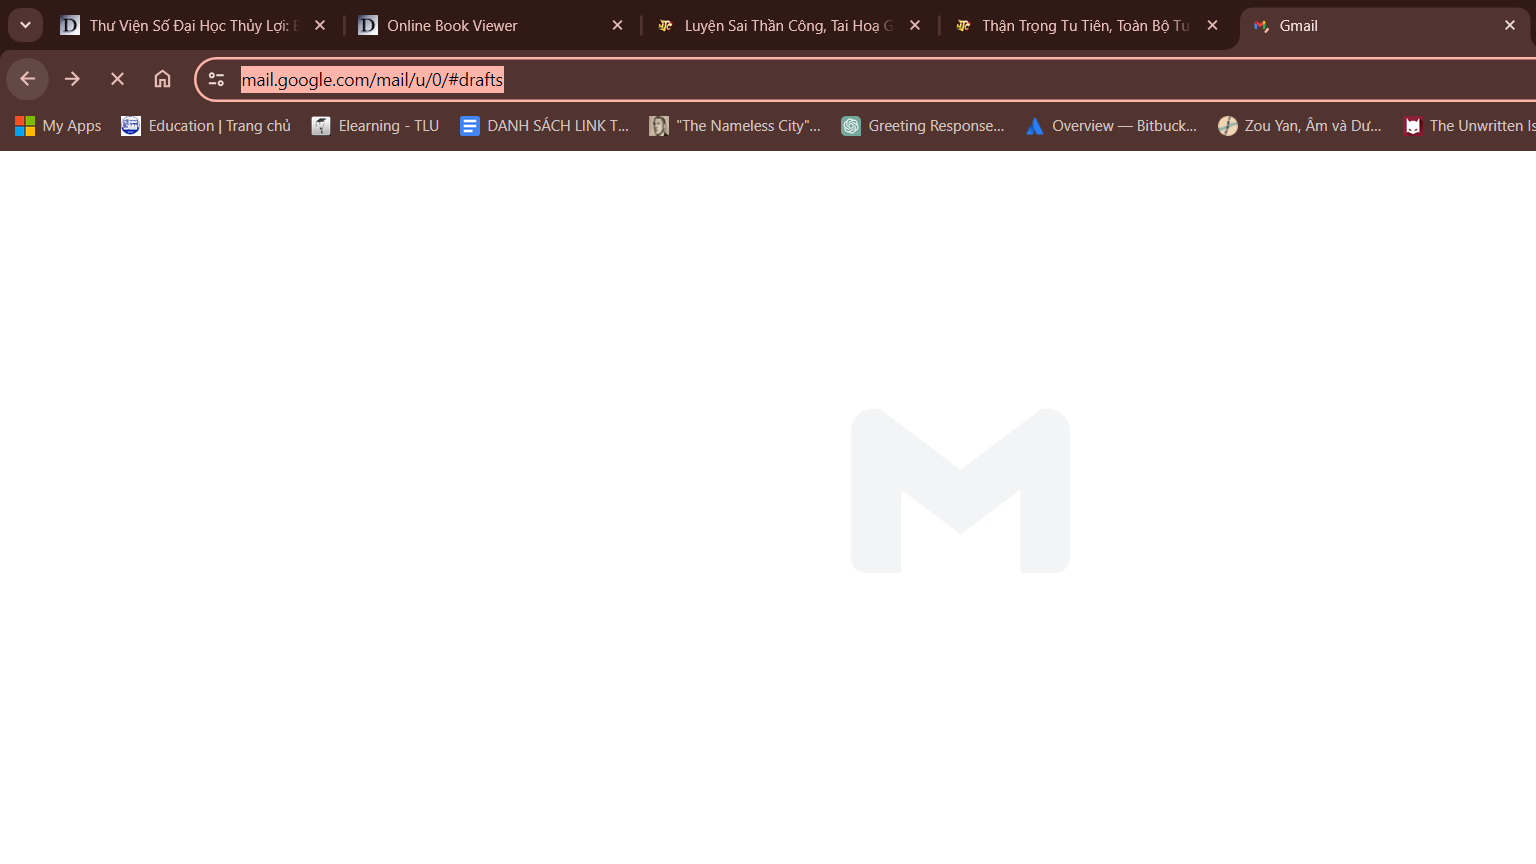 Thư Viện Số Đại Học Thủy Lợi: Online Book Viewer Luyện Sai Thần Công, Tai Hoạ G Thận Trọng Tu Tiên, Toàn Bộ Tu Gmail
mail.google.com/mail/u/0/#drafts
My Apps Education | Trang chủ Elearning - TLU DANH SÁCH LINK T... "The Nameless City"... Greeting Response... Overview — Bitbuck... Zou Yan, Âm và Dư... The Unwritten Is